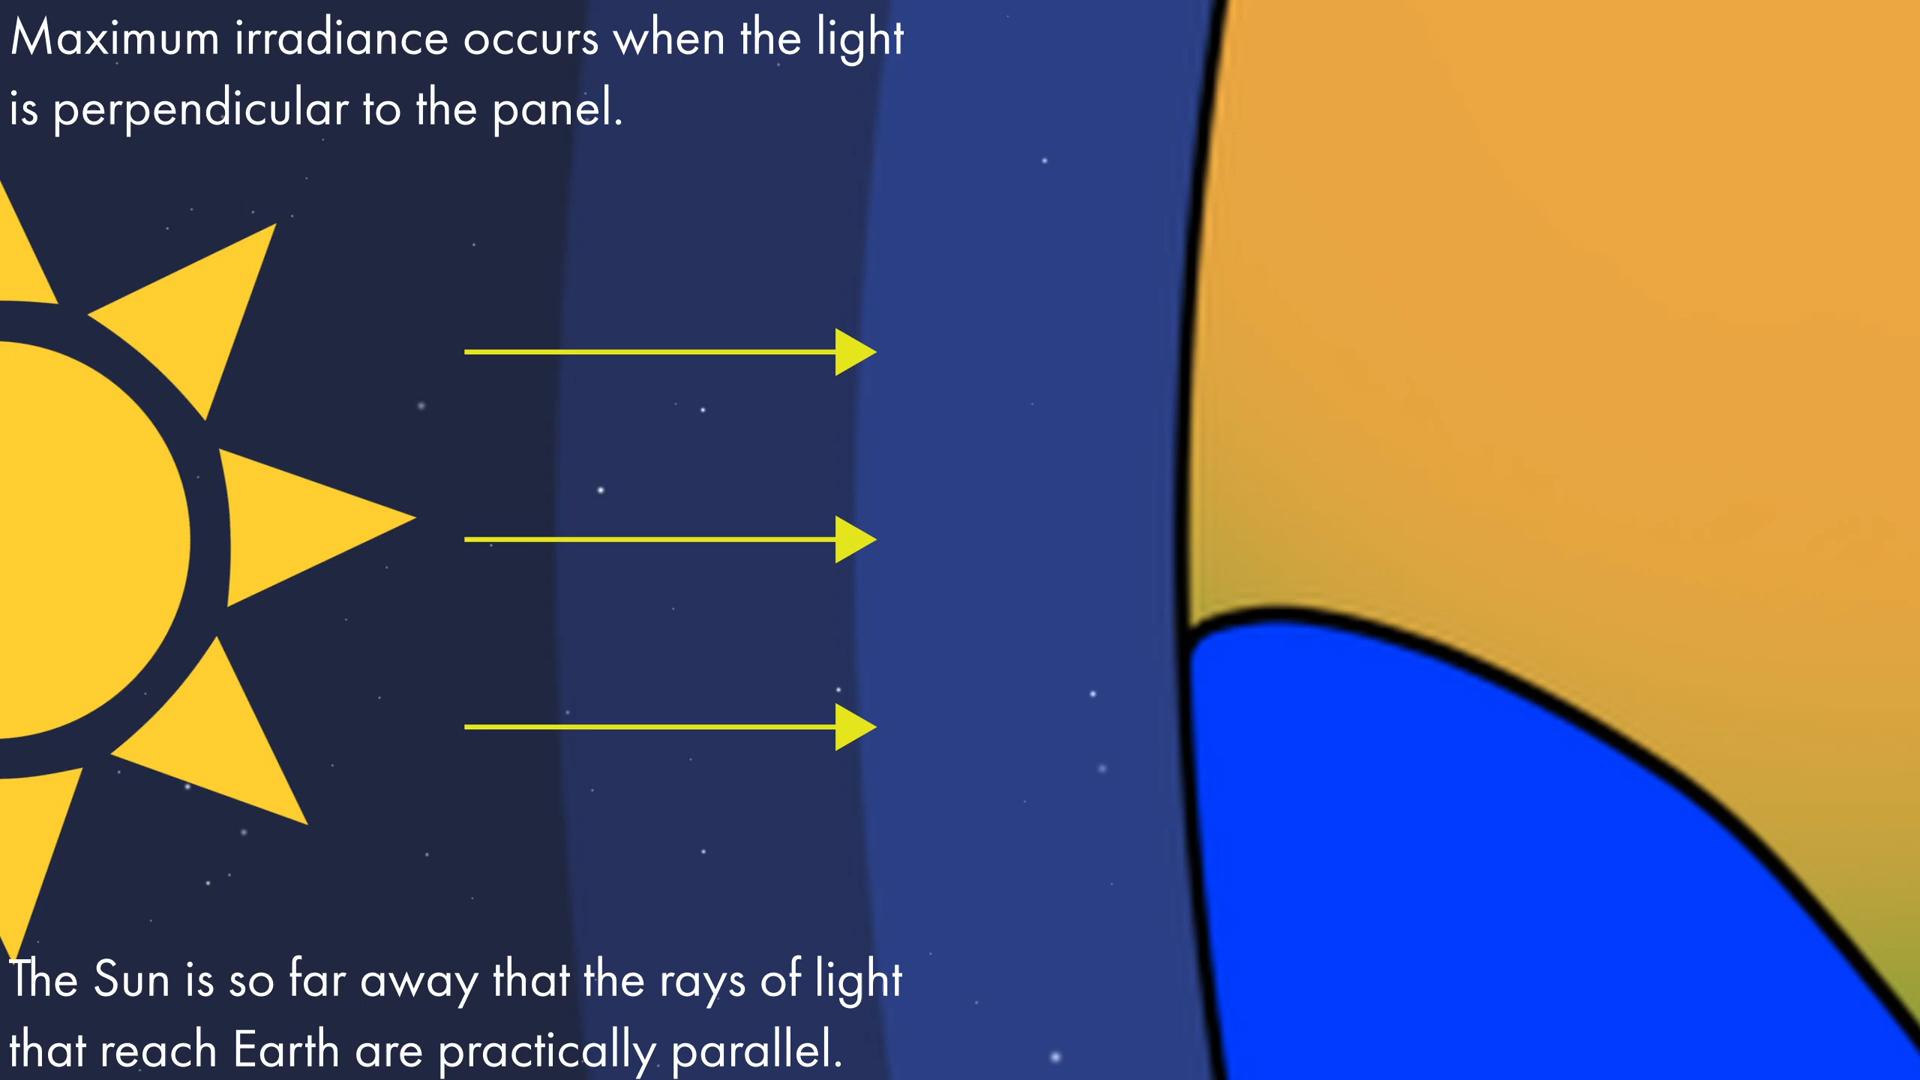 Maximum irradiance occurs when the light
is perpendicular to the panel.
The Sun is so far away that the rays of light
that reach Earth are practically parallel.